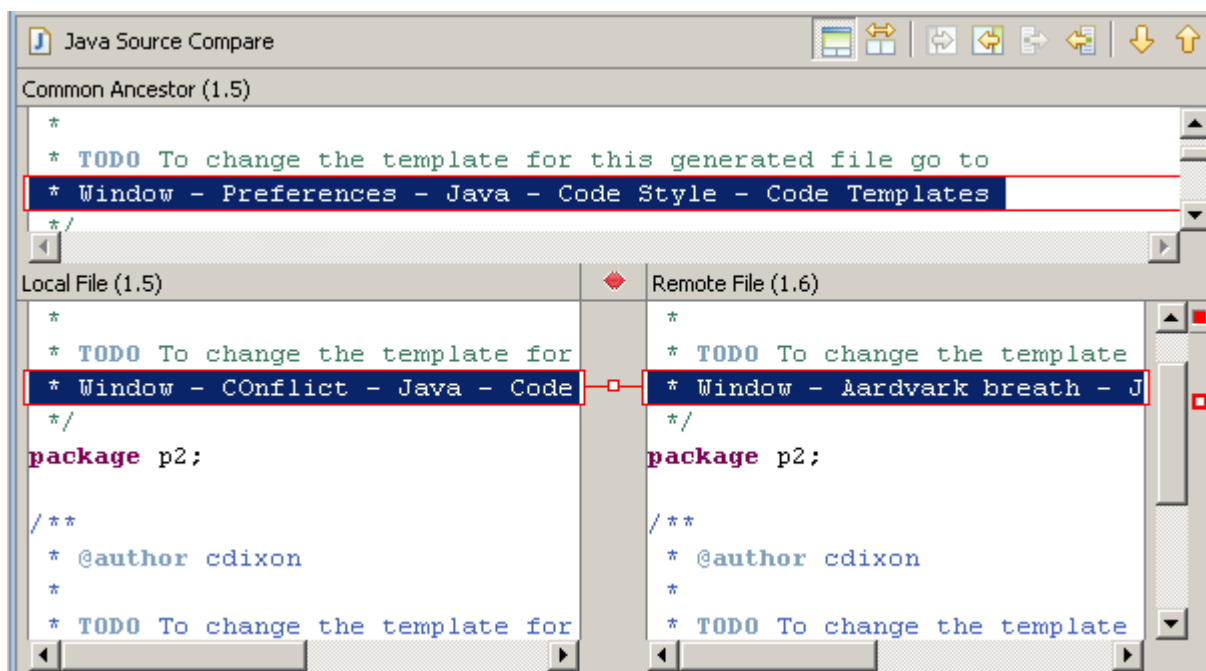 Java Source Compare
Common Ancestor (1.5)
*
* TODO To change the template for this generated file go to
* Window - Preferences - Java - Code Style - Code Templates
*/
Local File (1.5)
*
* TODO To change the template for
* Window - COnflict - Java - Code
*/
package p2;
/**
* @author cdixon
*
* TODO To change the template for
Remote File (1.6)
*
* TODO To change the template
* Window - Aardvark breath - J
*/
package p2;
/**
* @author cdixon
*
* TODO To change the template